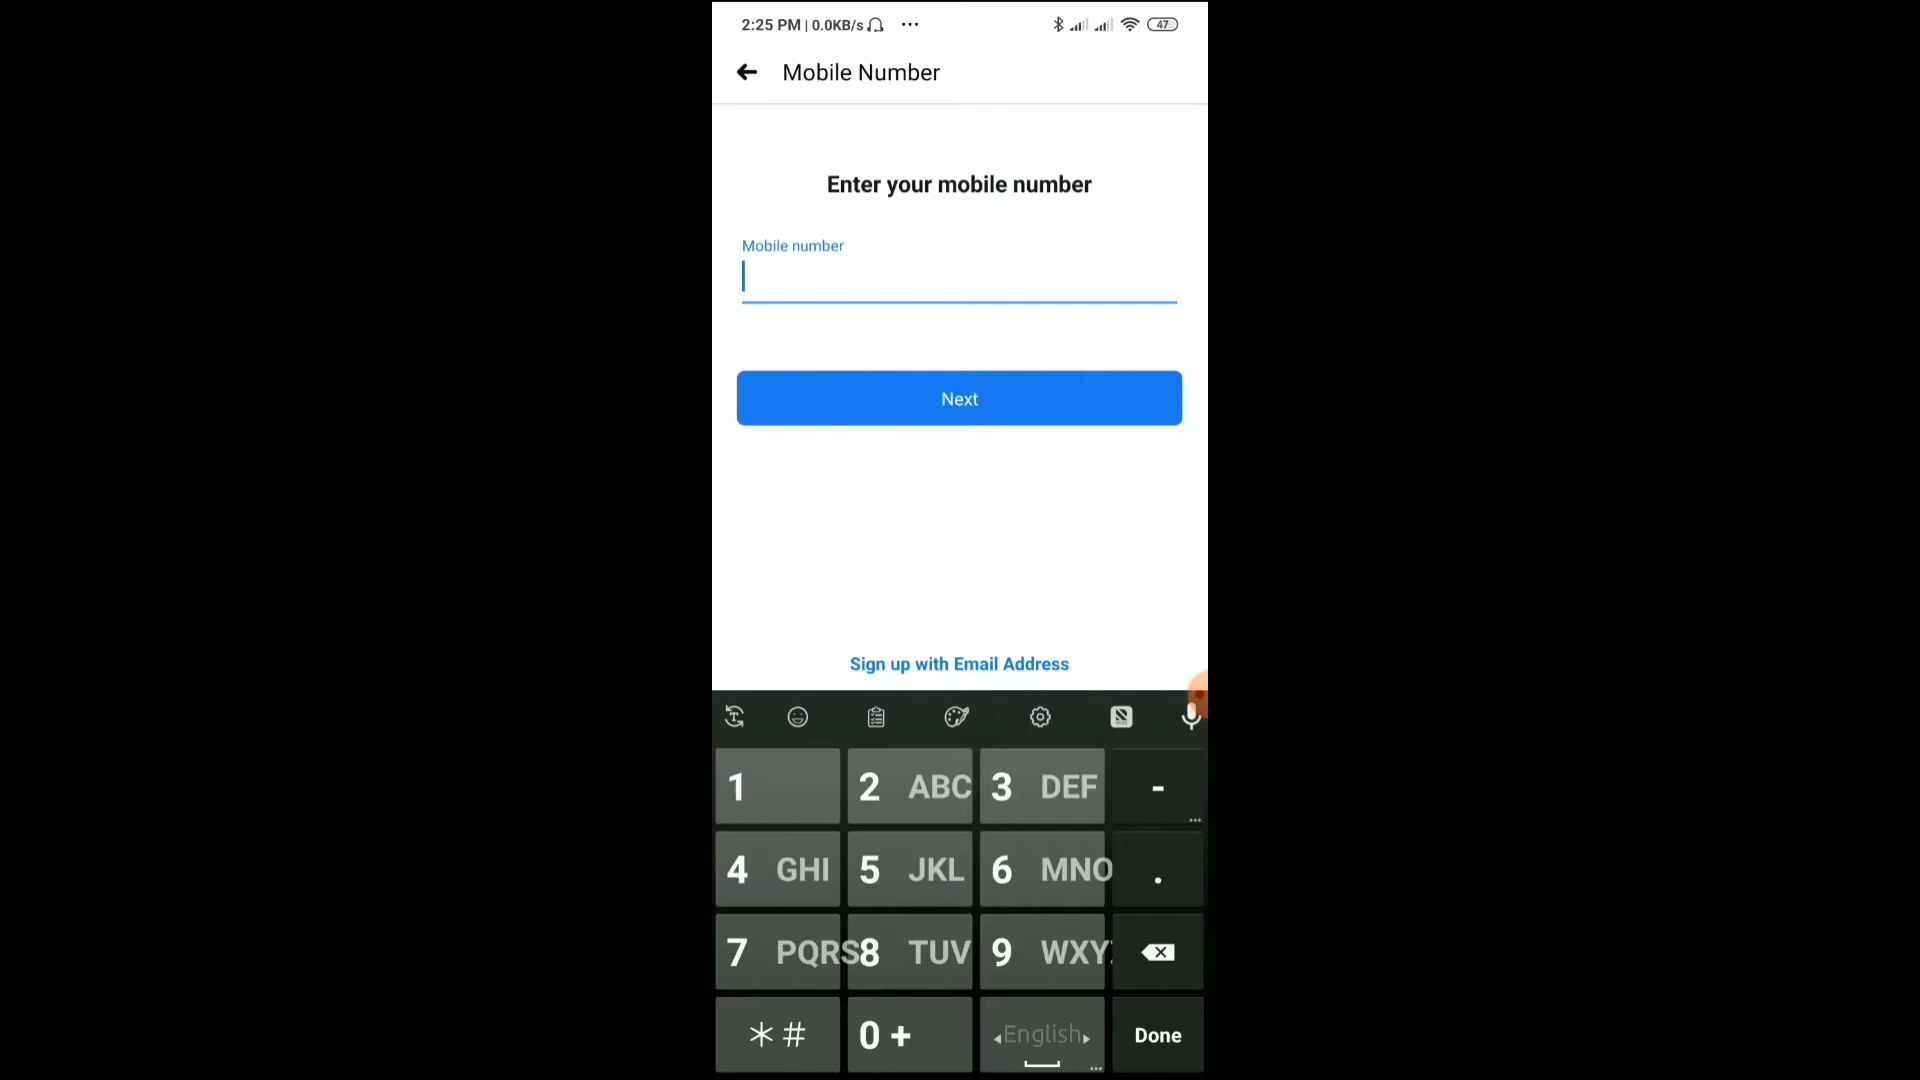 2:25 PM | 0.0KB/s ... 47
Mobile Number
Enter your mobile number
Mobile number
Next
Sign up with Email Address
1 2 ABC 3 DEF -
4 GHI 5 JKL 6 MNO .
7 PQRS 8 TUV 9 WXYZ
*# 0 + English Done